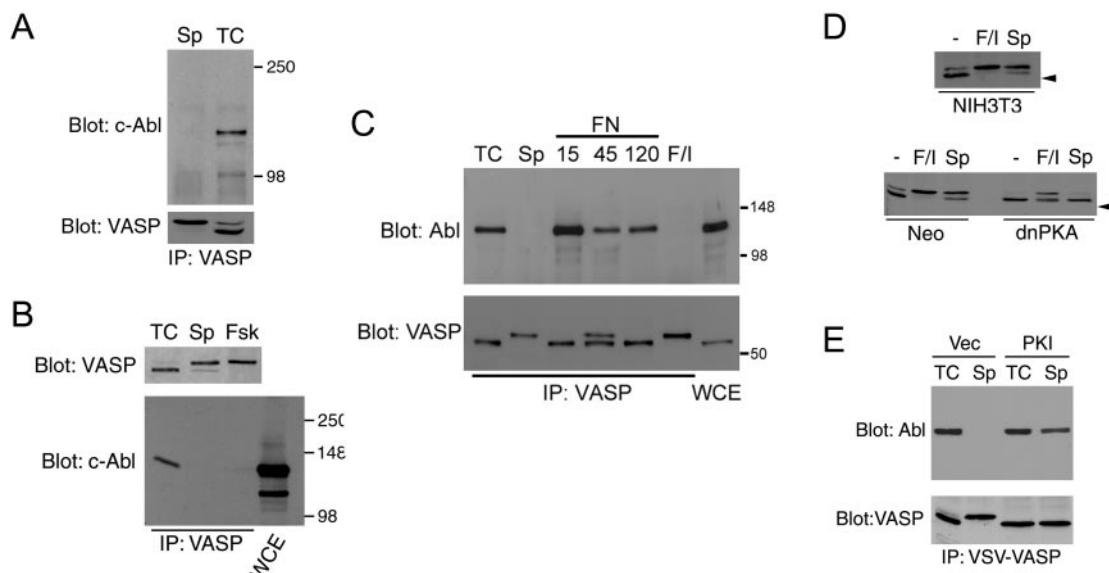 A
Sp TC
250
Blot: c-Abl
98
Blot: VASP
IP: VASP
B
TC Sp Fsk
Blot: VASP
250
148
Blot: c-Abl
98
IP: VASP
WCE
C
FN
TC Sp 15 45 120 F/I
148
Blot: Abl
98
Blot: VASP
50
IP: VASP WCE
D
- F/I Sp
NIH3T3
- F/I Sp - F/I Sp
Neo dnPKA
E
Vec PKI
TC Sp TC Sp
Blot: Abl
Blot:VASP
IP: VSV-VASP